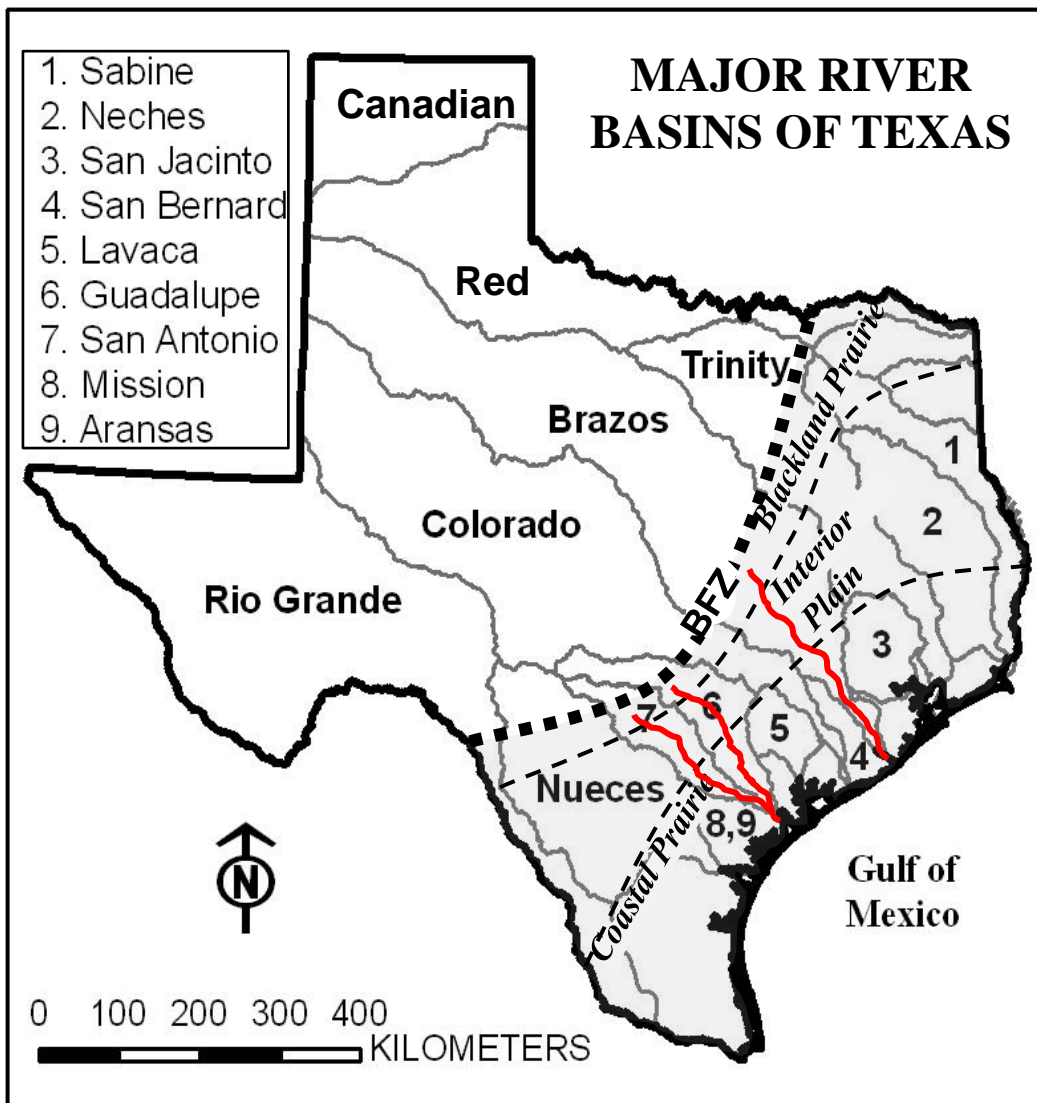 1. Sabine
2. Neches
3. San Jacinto
4. San Bernard
5. Lavaca
6. Guadalupe
7. San Antonio
8. Mission
9. Aransas
MAJOR RIVER
BASINS OF TEXAS
Canadian
Red
Trinity
Brazos
Colorado
Rio Grande
Nueces
BFZ
Blackland Prairie
Interior
Plain
Coastal Prairie
1
2
3
4
5
6
7
8,9
Gulf of
Mexico
N
0 100 200 300 400
KILOMETERS